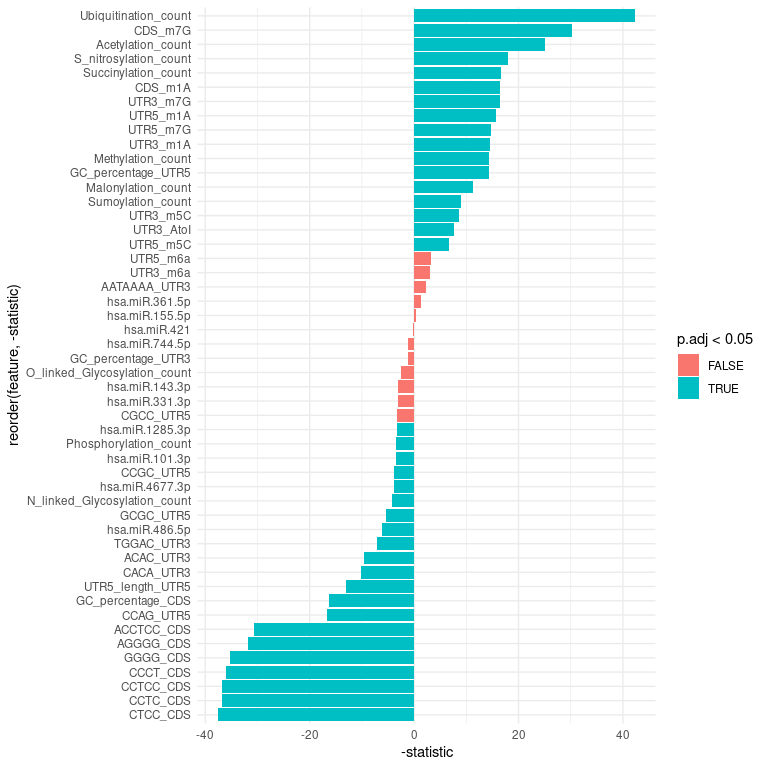 Ubiquitination_count
CDS_m7G
Acetylation_count
S_nitrosylation_count
Succinylation_count
CDS_m1A
UTR3_m7G
UTR5_m1A
UTR5_m7G
UTR3_m1A
Methylation_count
GC_percentage_UTR5
Malonylation_count
Sumoylation_count
UTR3_m5C
UTR3_AtoI
UTR5_m5C
UTR5_m6a
UTR3_m6a
AATAAAA_UTR3
hsa.miR.361.5p
hsa.miR.155.5p
hsa.miR.421
hsa.miR.744.5p
GC_percentage_UTR3
O_linked_Glycosylation_count
hsa.miR.143.3p
hsa.miR.331.3p
CGCC_UTR5
hsa.miR.1285.3p
Phosphorylation_count
hsa.miR.101.3p
CCGC_UTR5
hsa.miR.4677.3p
N_linked_Glycosylation_count
GCGC_UTR5
hsa.miR.486.5p
TGGAC_UTR3
ACAC_UTR3
CACA_UTR3
UTR5_length_UTR5
GC_percentage_CDS
CCAG_UTR5
ACCTCC_CDS
AGGGG_CDS
GGGG_CDS
CCCT_CDS
CCTCC_CDS
CCTC_CDS
CTCC_CDS
reorder(feature, -statistic)
-40 -20 0 20 40
-statistic
p.adj < 0.05
FALSE
TRUE